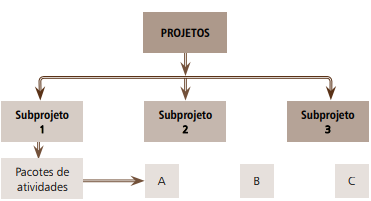 PROJETOS
Subprojeto
1
Subprojeto
2
Subprojeto
3
Pacotes de
atividades
A
B
C